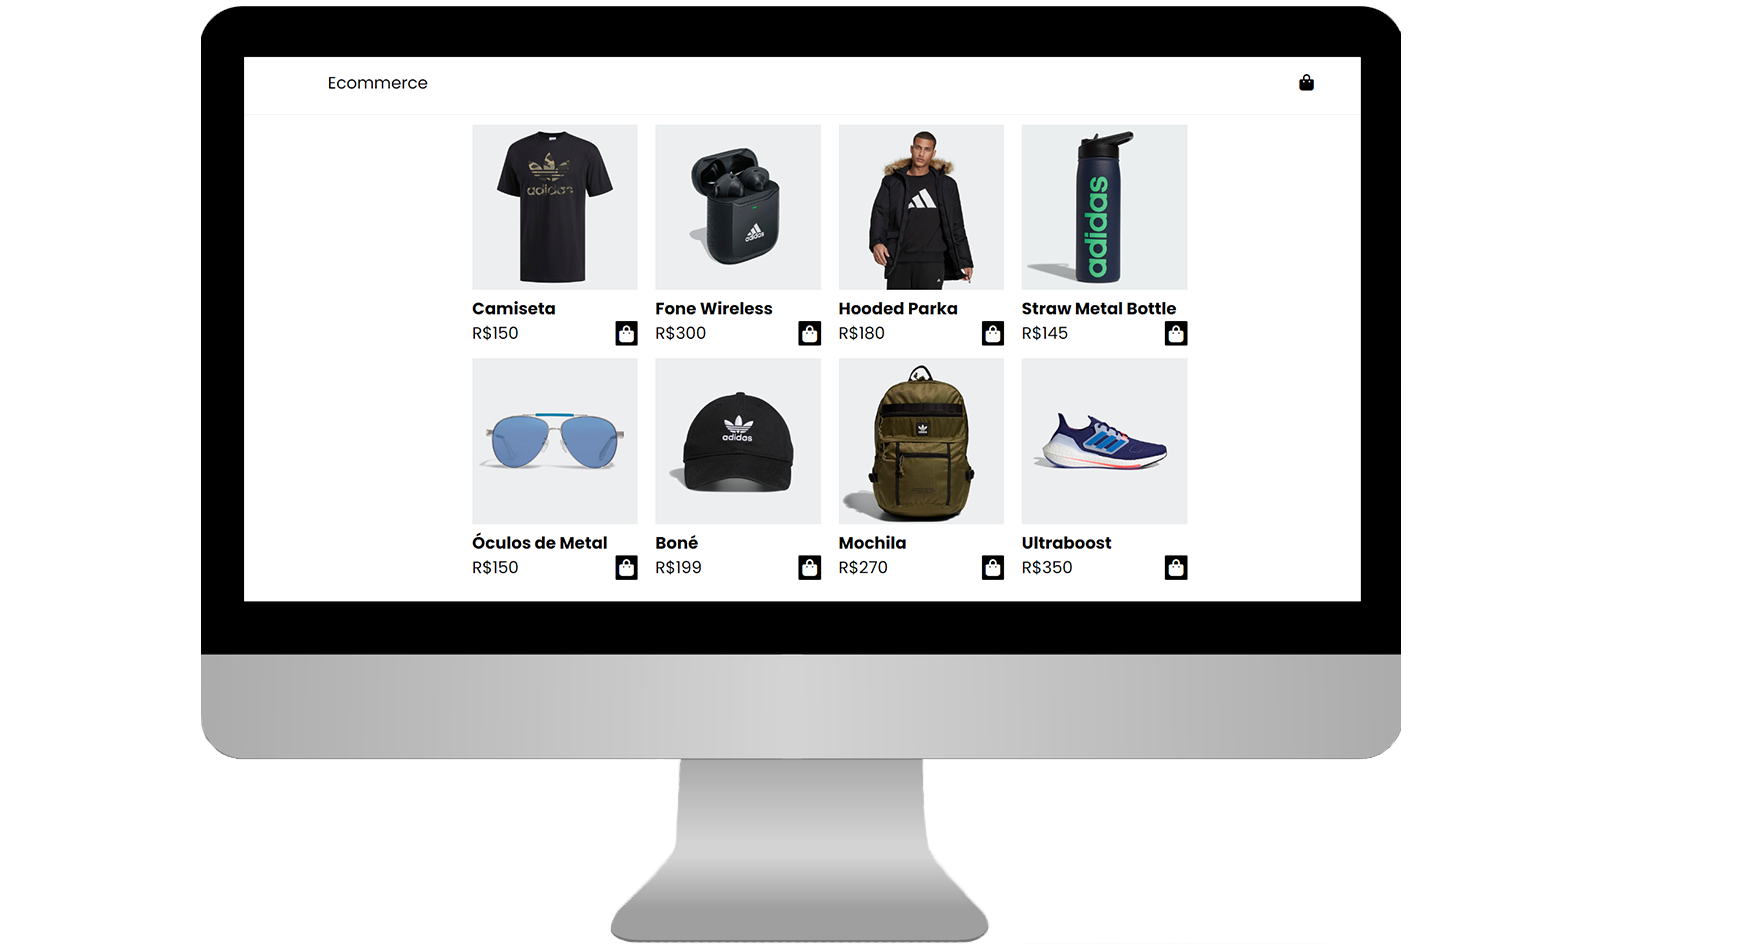 Ecommerce
adidas
adidas
adidas
Camiseta
Fone Wireless
Hooded Parka
Straw Metal Bottle
R$150
R$300
R$180
R$145
adidas
Óculos de Metal
Boné
Mochila
Ultraboost
R$150
R$199
R$270
R$350